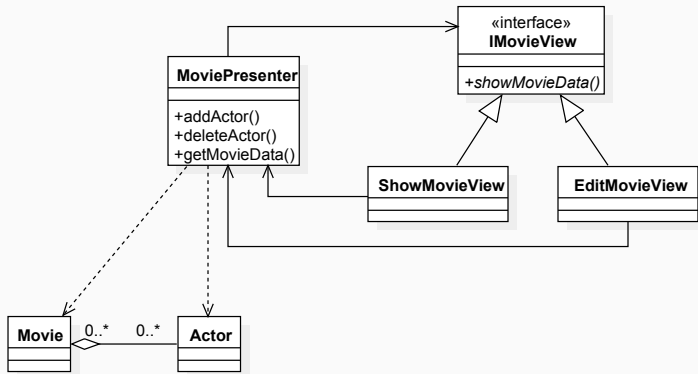 «interface»
IMovieView
+showMovieData()
MoviePresenter
+addActor()
+deleteActor()
+getMovieData()
ShowMovieView
EditMovieView
Movie
0..*
0..*
Actor